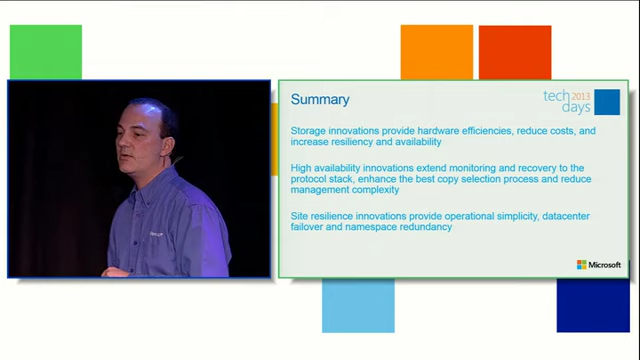 Summary
tech 2013
days
Storage innovations provide hardware efficiencies, reduce costs, and
increase resiliency and availability
High availability innovations extend monitoring and recovery to the
protocol stack, enhance the best copy selection process and reduce
management complexity
Site resilience innovations provide operational simplicity, datacenter
failover and namespace redundancy
Microsoft